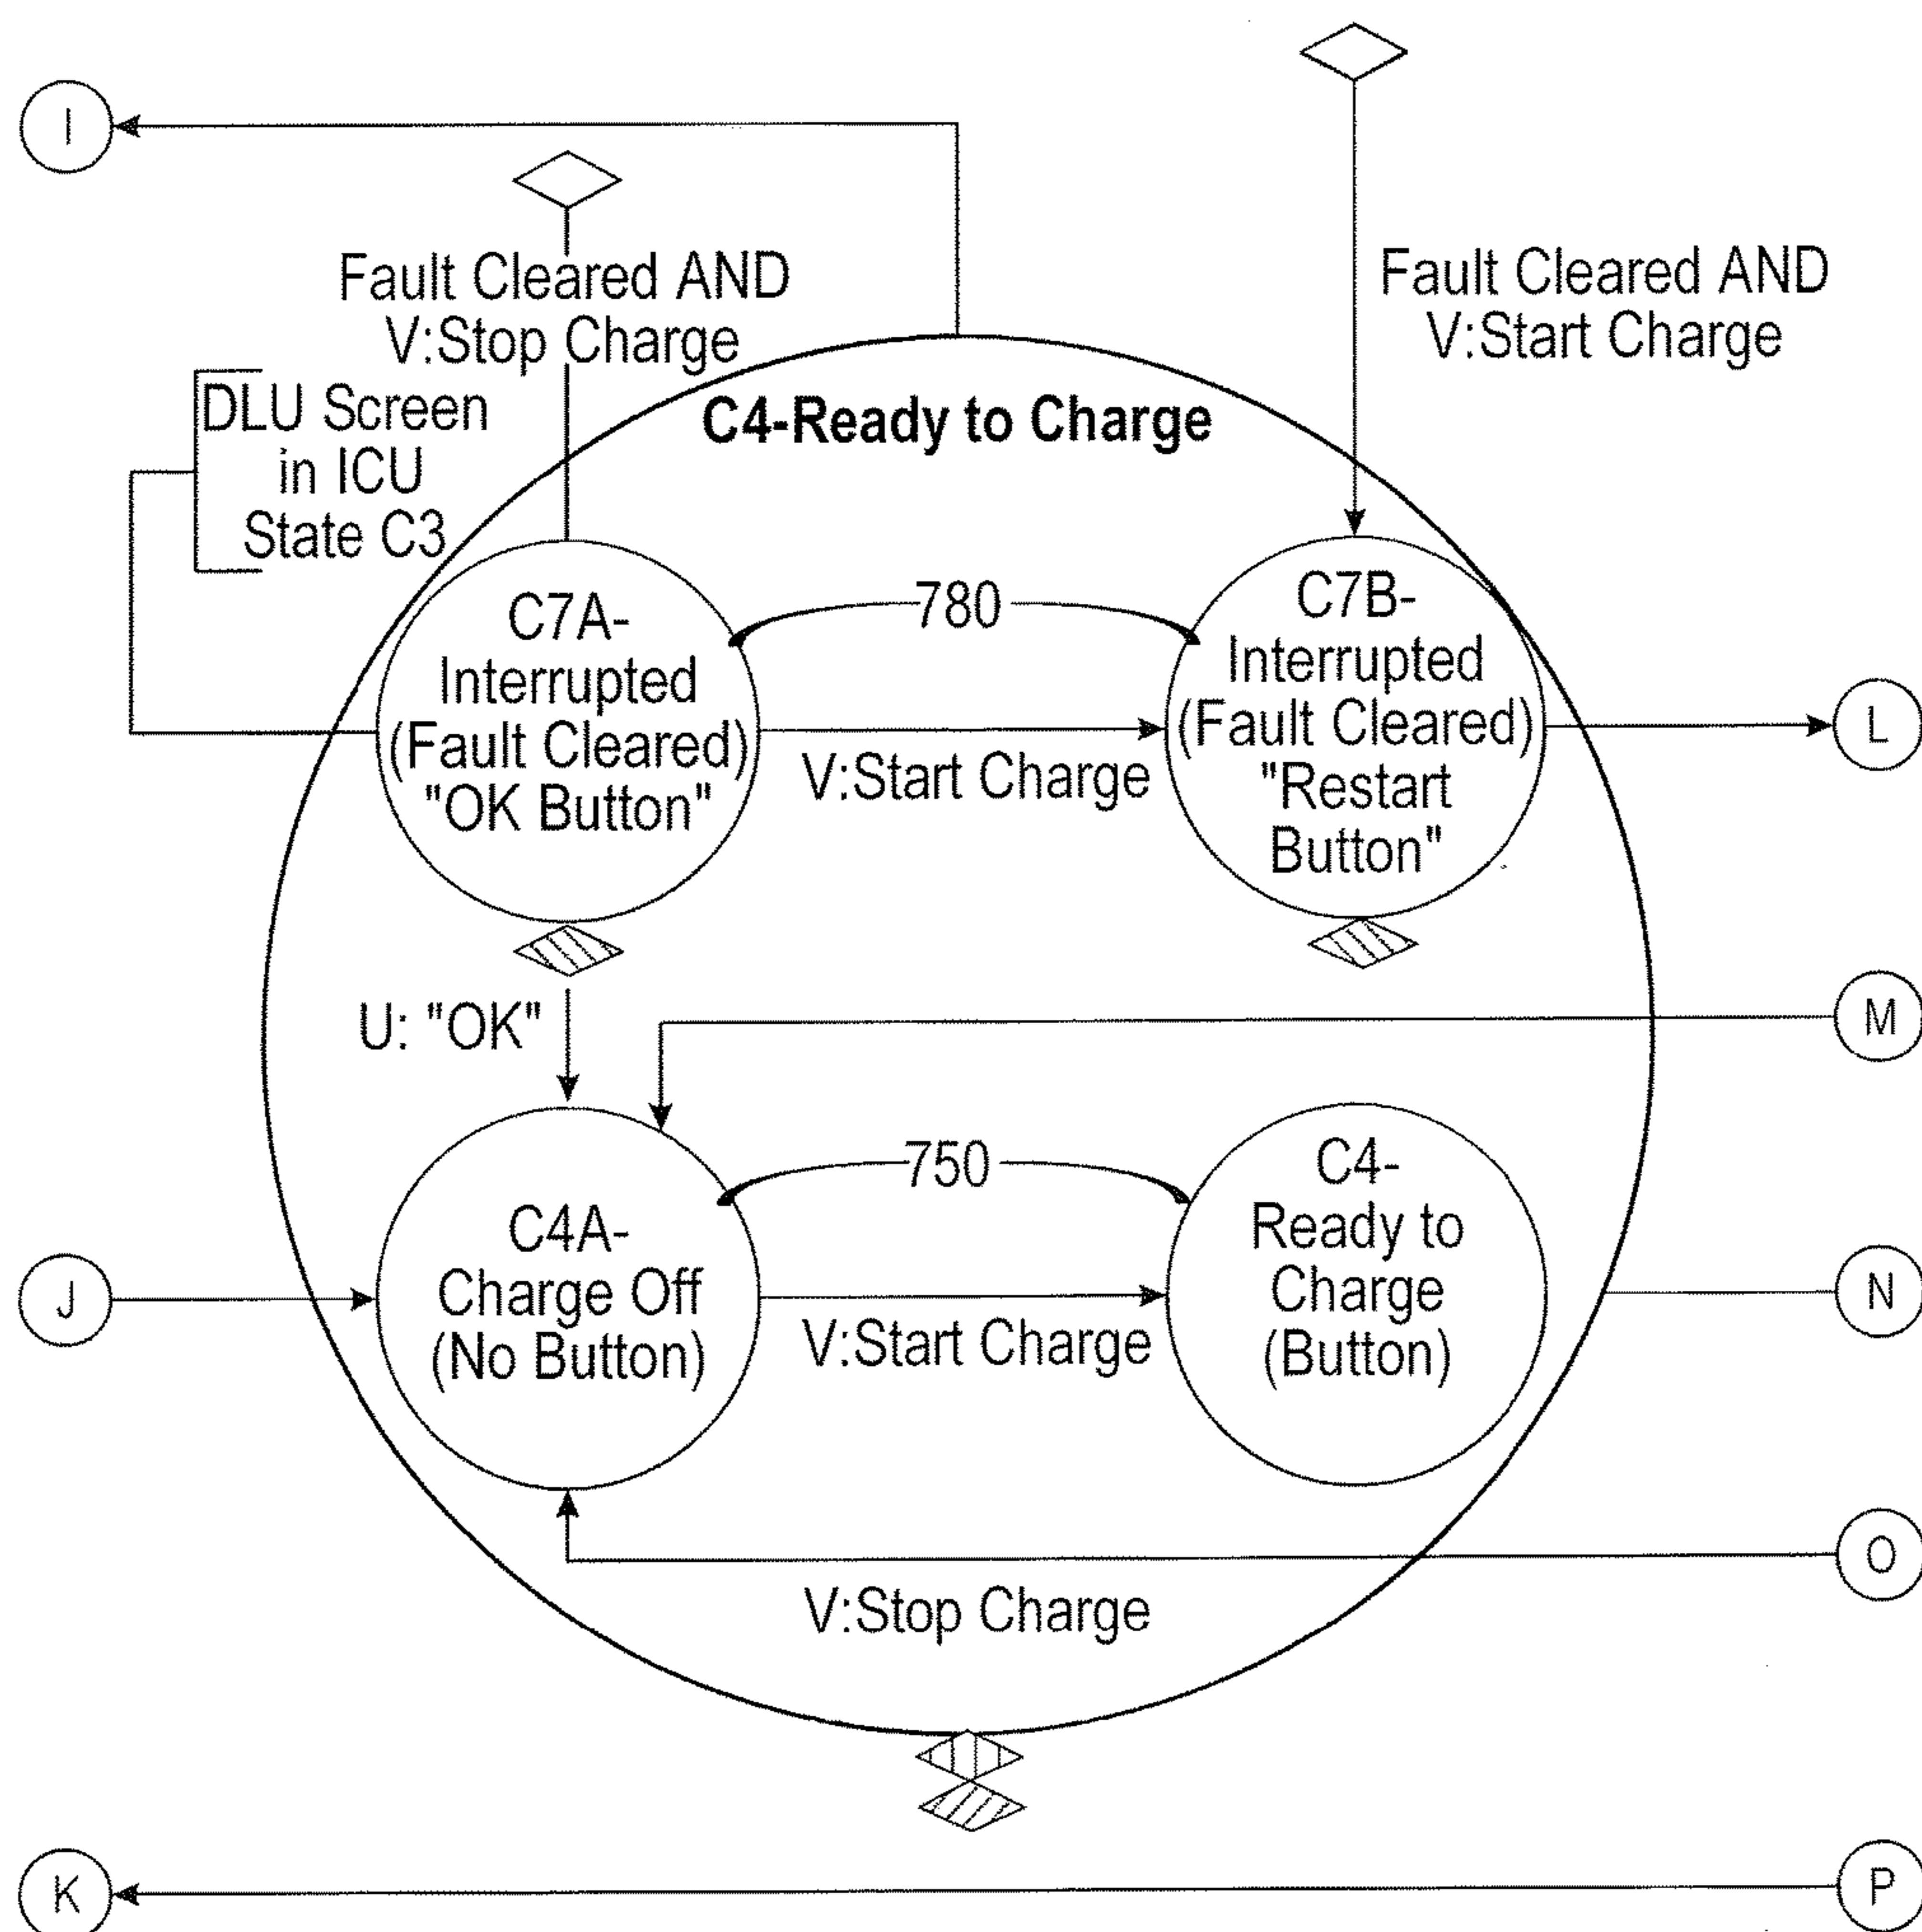 I
Fault Cleared AND
V:Stop Charge
Fault Cleared AND
V:Start Charge
DLU Screen
in ICU
State C3
C4-Ready to Charge
C7A-
Interrupted
(Fault Cleared)
"OK Button"
780
C7B-
Interrupted
(Fault Cleared)
"Restart
Button"
V:Start Charge
L
U: "OK"
M
J
C4A-
Charge Off
(No Button)
750
C4-
Ready to
Charge
(Button)
V:Start Charge
N
V:Stop Charge
O
K
P